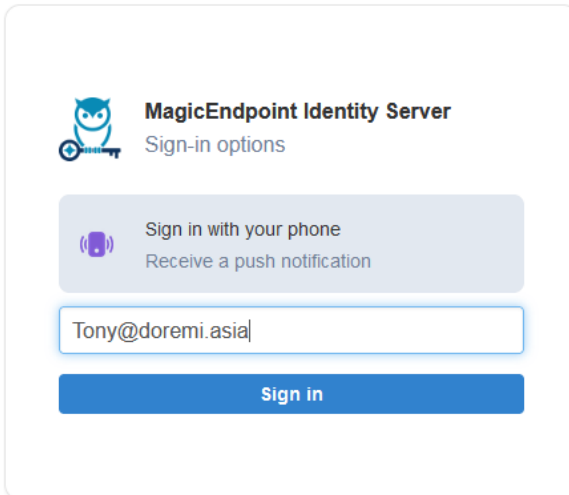 MagicEndpoint Identity Server
Sign-in options
Sign in with your phone
Receive a push notification
Tony@doremi.asia
Sign in